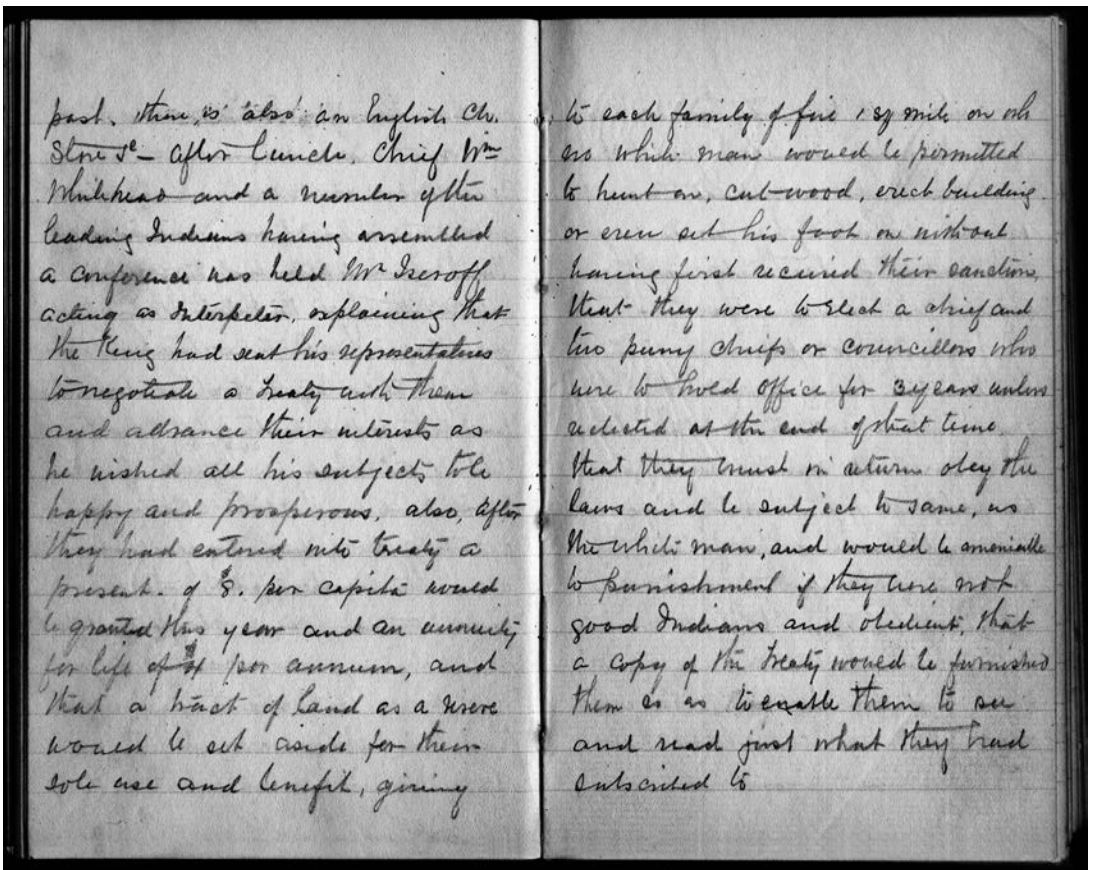 past. there is also an English Ch.
Store &c - After lunch, Chief Wm
Whitehead and a number of the
leading Indians having assembled
a conference was held Mr Iseroff
acting as Interpeter, explaining that
the King had sent his representatives
to negotiate a Treaty with them
and advance their interests as
he wished all his subjects to be
happy and prosperous, also, after
they had entered into treaty a
present - of $8. per capita would
be granted this year and an annuity
for life of $4 per annum, and
that a tract of land as a reserve
would be set aside for their
sole use and benefit, giving
to each family of five 1 sq mile on wh
no white man would be permitted
to hunt on, cut wood, erect building
or even set his foot on without
having first received their sanction,
that they were to elect a chief and
two puny chiefs or councillors who
were to hold office for 3 years unless
reelected at the end of that time.
that they must in return obey the
laws and be subject to same, as
the white man, and would be amenable
to punishment if they were not
good Indians and obedient, that
a copy of the Treaty would be furnished
them so as to enable them to see
and read just what they had
subscribed to